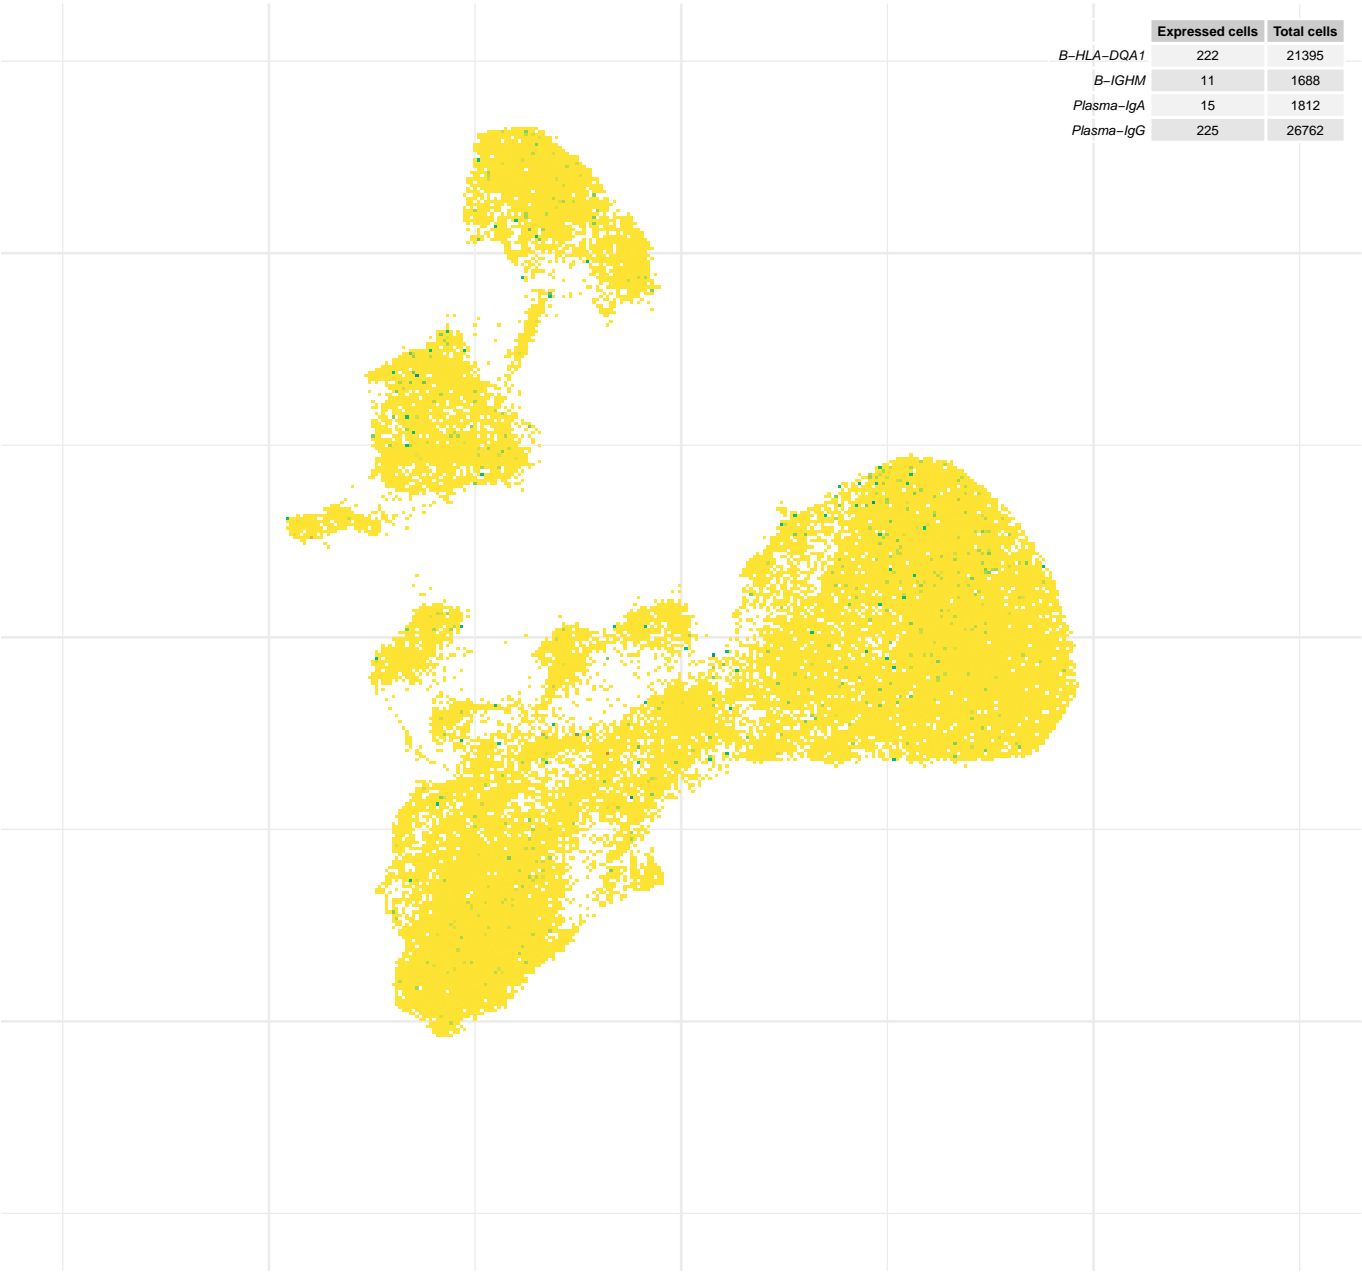 Expressed cells Total cells
B−HLA−DQA1 222 21395
B−IGHM 11 1688
Plasma−IgA 15 1812
Plasma−IgG 225 26762